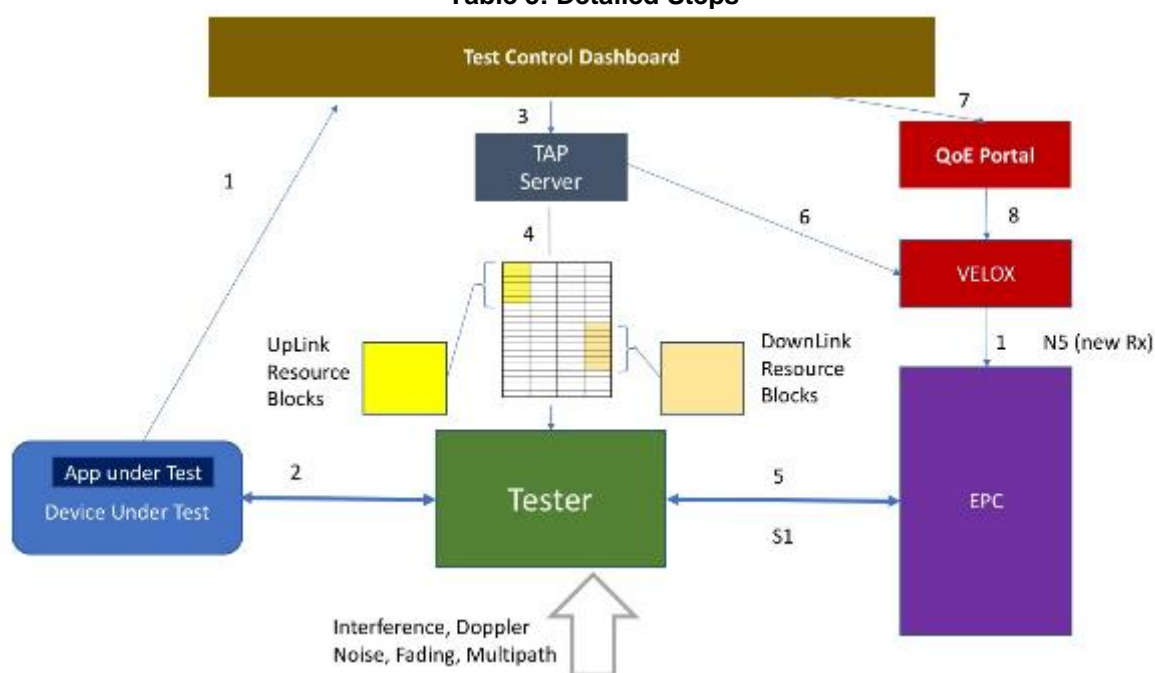 Table 3: Detailed Steps
Test Control Dashboard
3
7
TAP
Server
QoE Portal
1
6
8
4
VELOX
UpLink
Resource
Blocks
DownLink
Resource
Blocks
1
N5 (new Rx)
App under Test
Device Under Test
2
Tester
5
S1
EPC
Interference, Doppler
Noise, Fading, Multipath